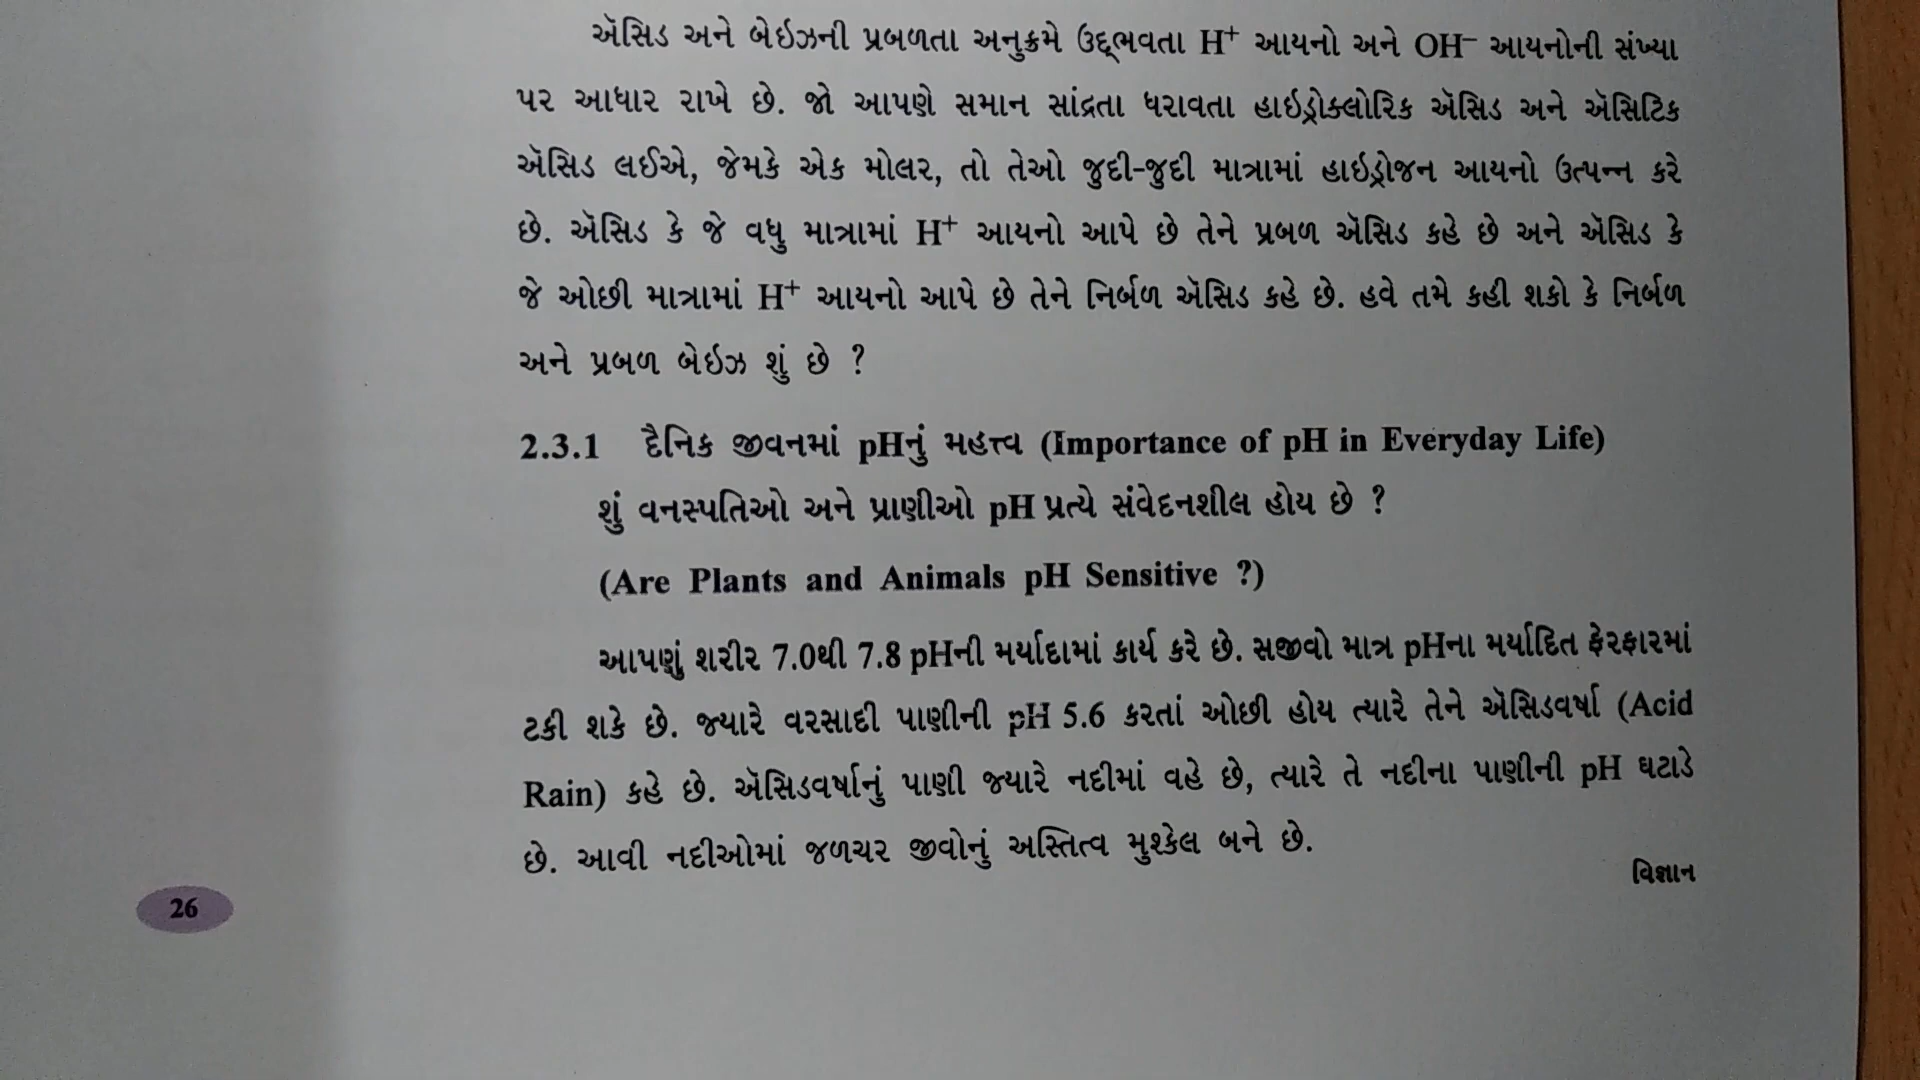 ઍસિડ અને બેઇઝની પ્રબળતા અનુક્રમે ઉદ્દ્ભવતા H⁺ આયનો અને OH⁻ આયનોની સંખ્યા
પર આધાર રાખે છે. જો આપણે સમાન સાંદ્રતા ધરાવતા હાઇડ્રોક્લોરિક ઍસિડ અને ઍસિટિક
ઍસિડ લઈએ, જેમકે એક મોલર, તો તેઓ જુદી-જુદી માત્રામાં હાઇડ્રોજન આયનો ઉત્પન્ન કરે
છે. ઍસિડ કે જે વધુ માત્રામાં H⁺ આયનો આપે છે તેને પ્રબળ ઍસિડ કહે છે અને ઍસિડ કે
જે ઓછી માત્રામાં H⁺ આયનો આપે છે તેને નિર્બળ ઍસિડ કહે છે. હવે તમે કહી શકો કે નિર્બળ
અને પ્રબળ બેઇઝ શું છે ?
2.3.1 દૈનિક જીવનમાં pHનું મહત્ત્વ (Importance of pH in Everyday Life)
શું વનસ્પતિઓ અને પ્રાણીઓ pH પ્રત્યે સંવેદનશીલ હોય છે ?
(Are Plants and Animals pH Sensitive ?)
આપણું શરીર 7.0થી 7.8 pHની મર્યાદામાં કાર્ય કરે છે. સજીવો માત્ર pHના મર્યાદિત ફેરફારમાં
ટકી શકે છે. જ્યારે વરસાદી પાણીની pH 5.6 કરતાં ઓછી હોય ત્યારે તેને ઍસિડવર્ષા (Acid
Rain) કહે છે. ઍસિડવર્ષાનું પાણી જ્યારે નદીમાં વહે છે, ત્યારે તે નદીના પાણીની pH ઘટાડે
છે. આવી નદીઓમાં જળચર જીવોનું અસ્તિત્વ મુશ્કેલ બને છે.
વિજ્ઞાન
26